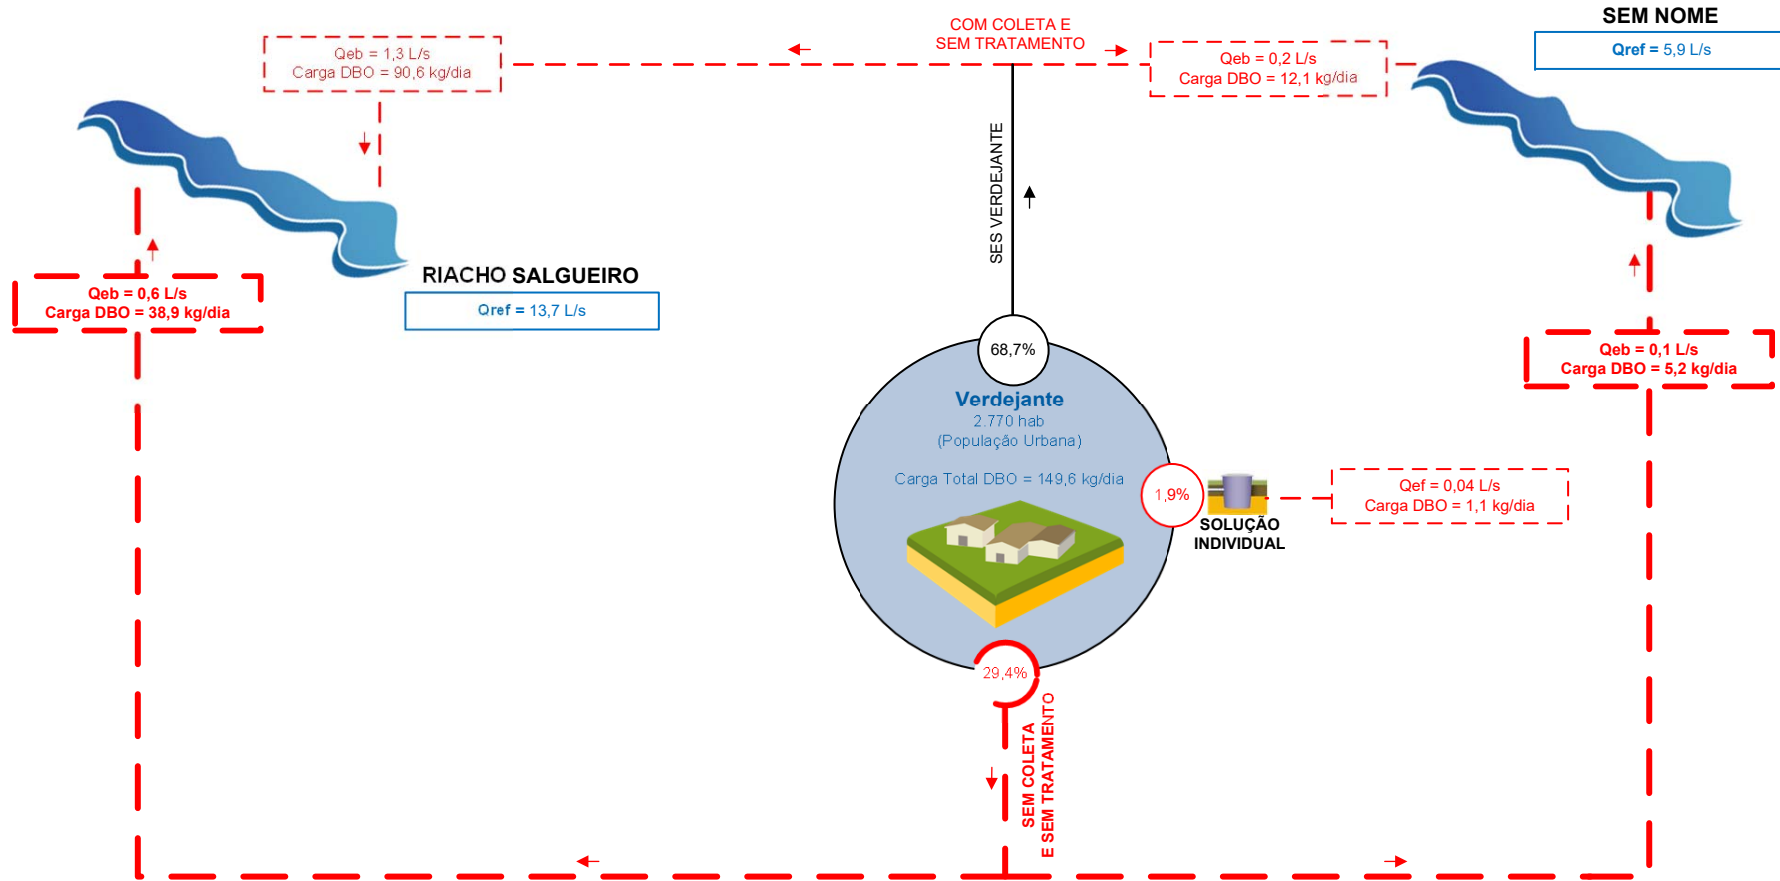 COM COLETA E
SEM TRATAMENTO
SEM NOME
Qref = 5,9 L/s
Qeb = 1,3 L/s
Carga DBO = 90,6 kg/dia
Qeb = 0,2 L/s
Carga DBO = 12,1 kg/dia
SES VERDEJANTE
RIACHO SALGUEIRO
Qref = 13,7 L/s
Qeb = 0,6 L/s
Carga DBO = 38,9 kg/dia
Qeb = 0,1 L/s
Carga DBO = 5,2 kg/dia
68,7%
Verdejante
2.770 hab
(População Urbana)
Carga Total DBO = 149,6 kg/dia
1,9%
SOLUÇÃO
INDIVIDUAL
Qef = 0,04 L/s
Carga DBO = 1,1 kg/dia
29,4%
SEM COLETA
E SEM TRATAMENTO